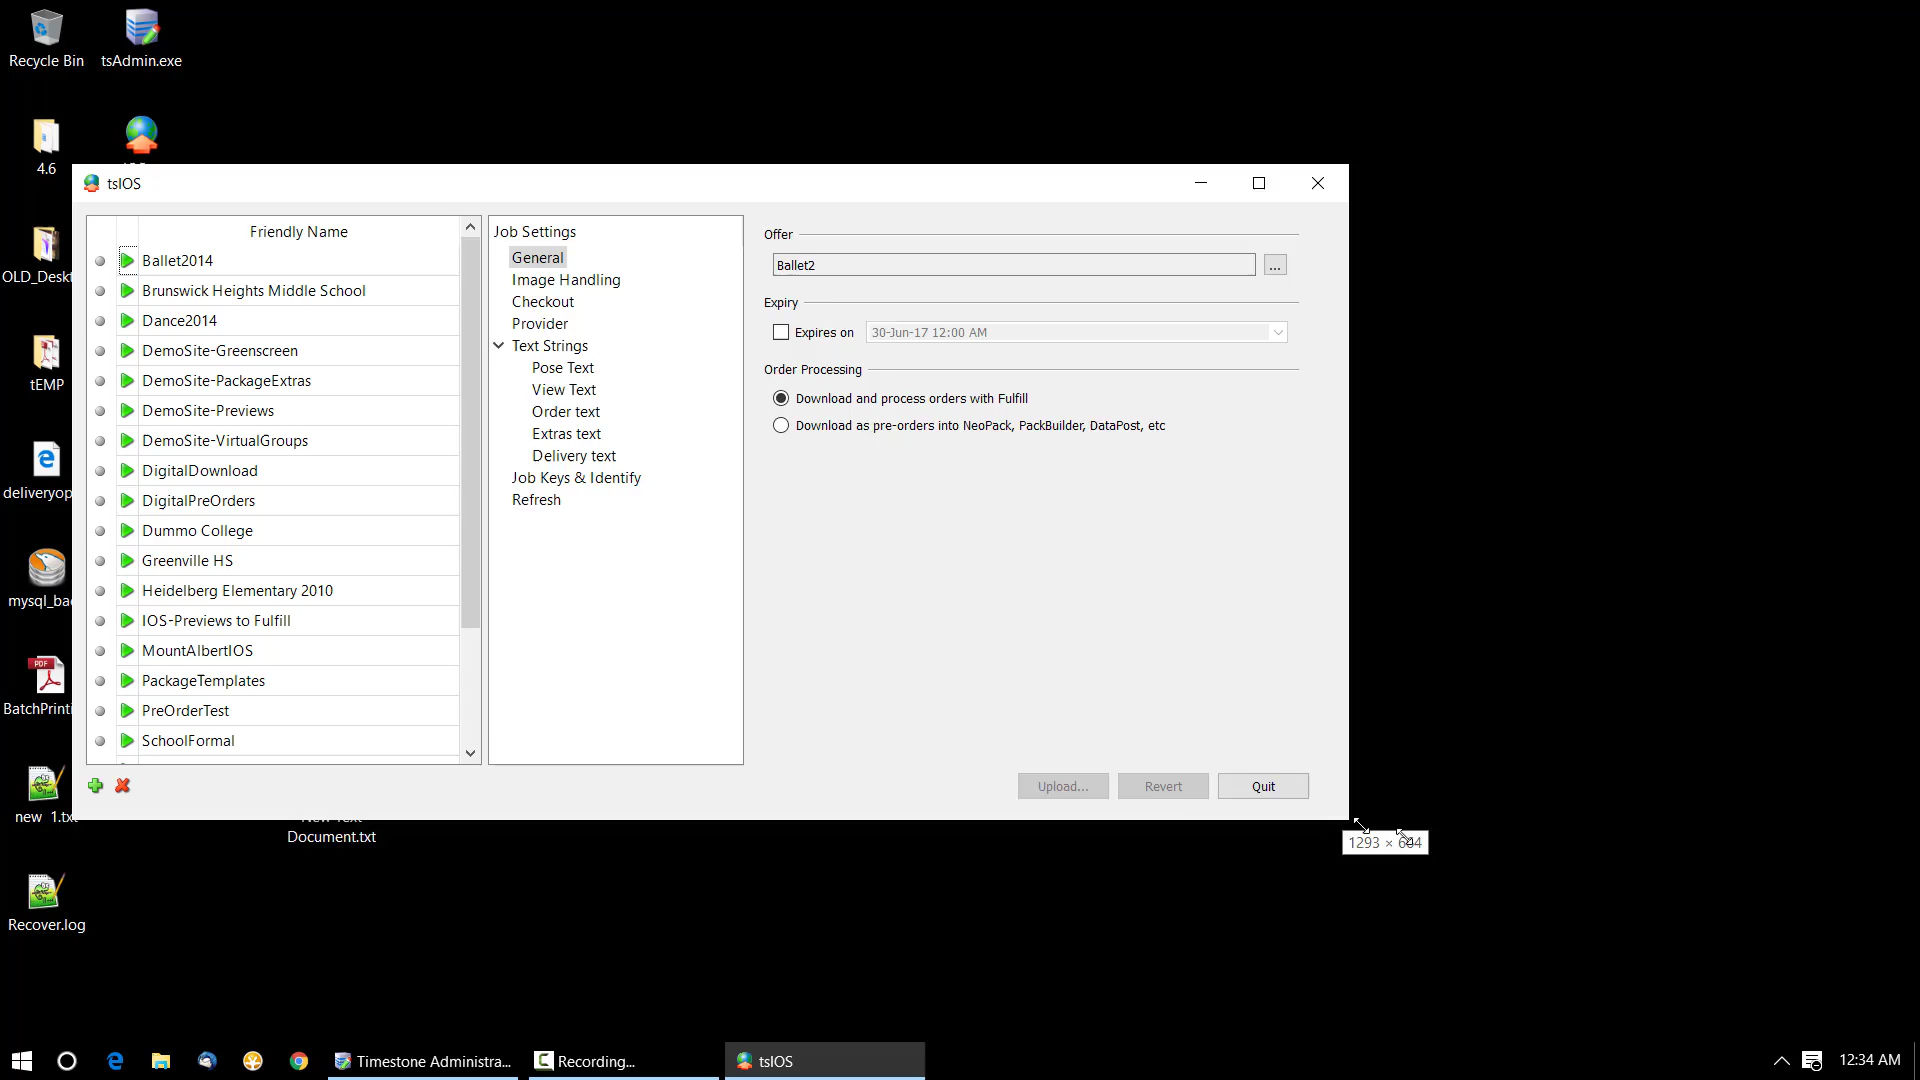 Recycle Bin
tsAdmin.exe
4.6
OLD_Deskt
tEMP
deliveryop
mysql_bac
BatchPrinti
new 1.txt
Document.txt
Recover.log
tsIOS
Friendly Name
Ballet2014
Brunswick Heights Middle School
Dance2014
DemoSite-Greenscreen
DemoSite-PackageExtras
DemoSite-Previews
DemoSite-VirtualGroups
DigitalDownload
DigitalPreOrders
Dummo College
Greenville HS
Heidelberg Elementary 2010
IOS-Previews to Fulfill
MountAlbertIOS
PackageTemplates
PreOrderTest
SchoolFormal
Job Settings
General
Image Handling
Checkout
Provider
Text Strings
Pose Text
View Text
Order text
Extras text
Delivery text
Job Keys & Identify
Refresh
Offer
Ballet2
...
Expiry
Expires on
30-Jun-17 12:00 AM
Order Processing
Download and process orders with Fulfill
Download as pre-orders into NeoPack, PackBuilder, DataPost, etc
Upload...
Revert
Quit
1293 ×
PDF
Timestone Administra...
Recording...
tsIOS
12:34 AM